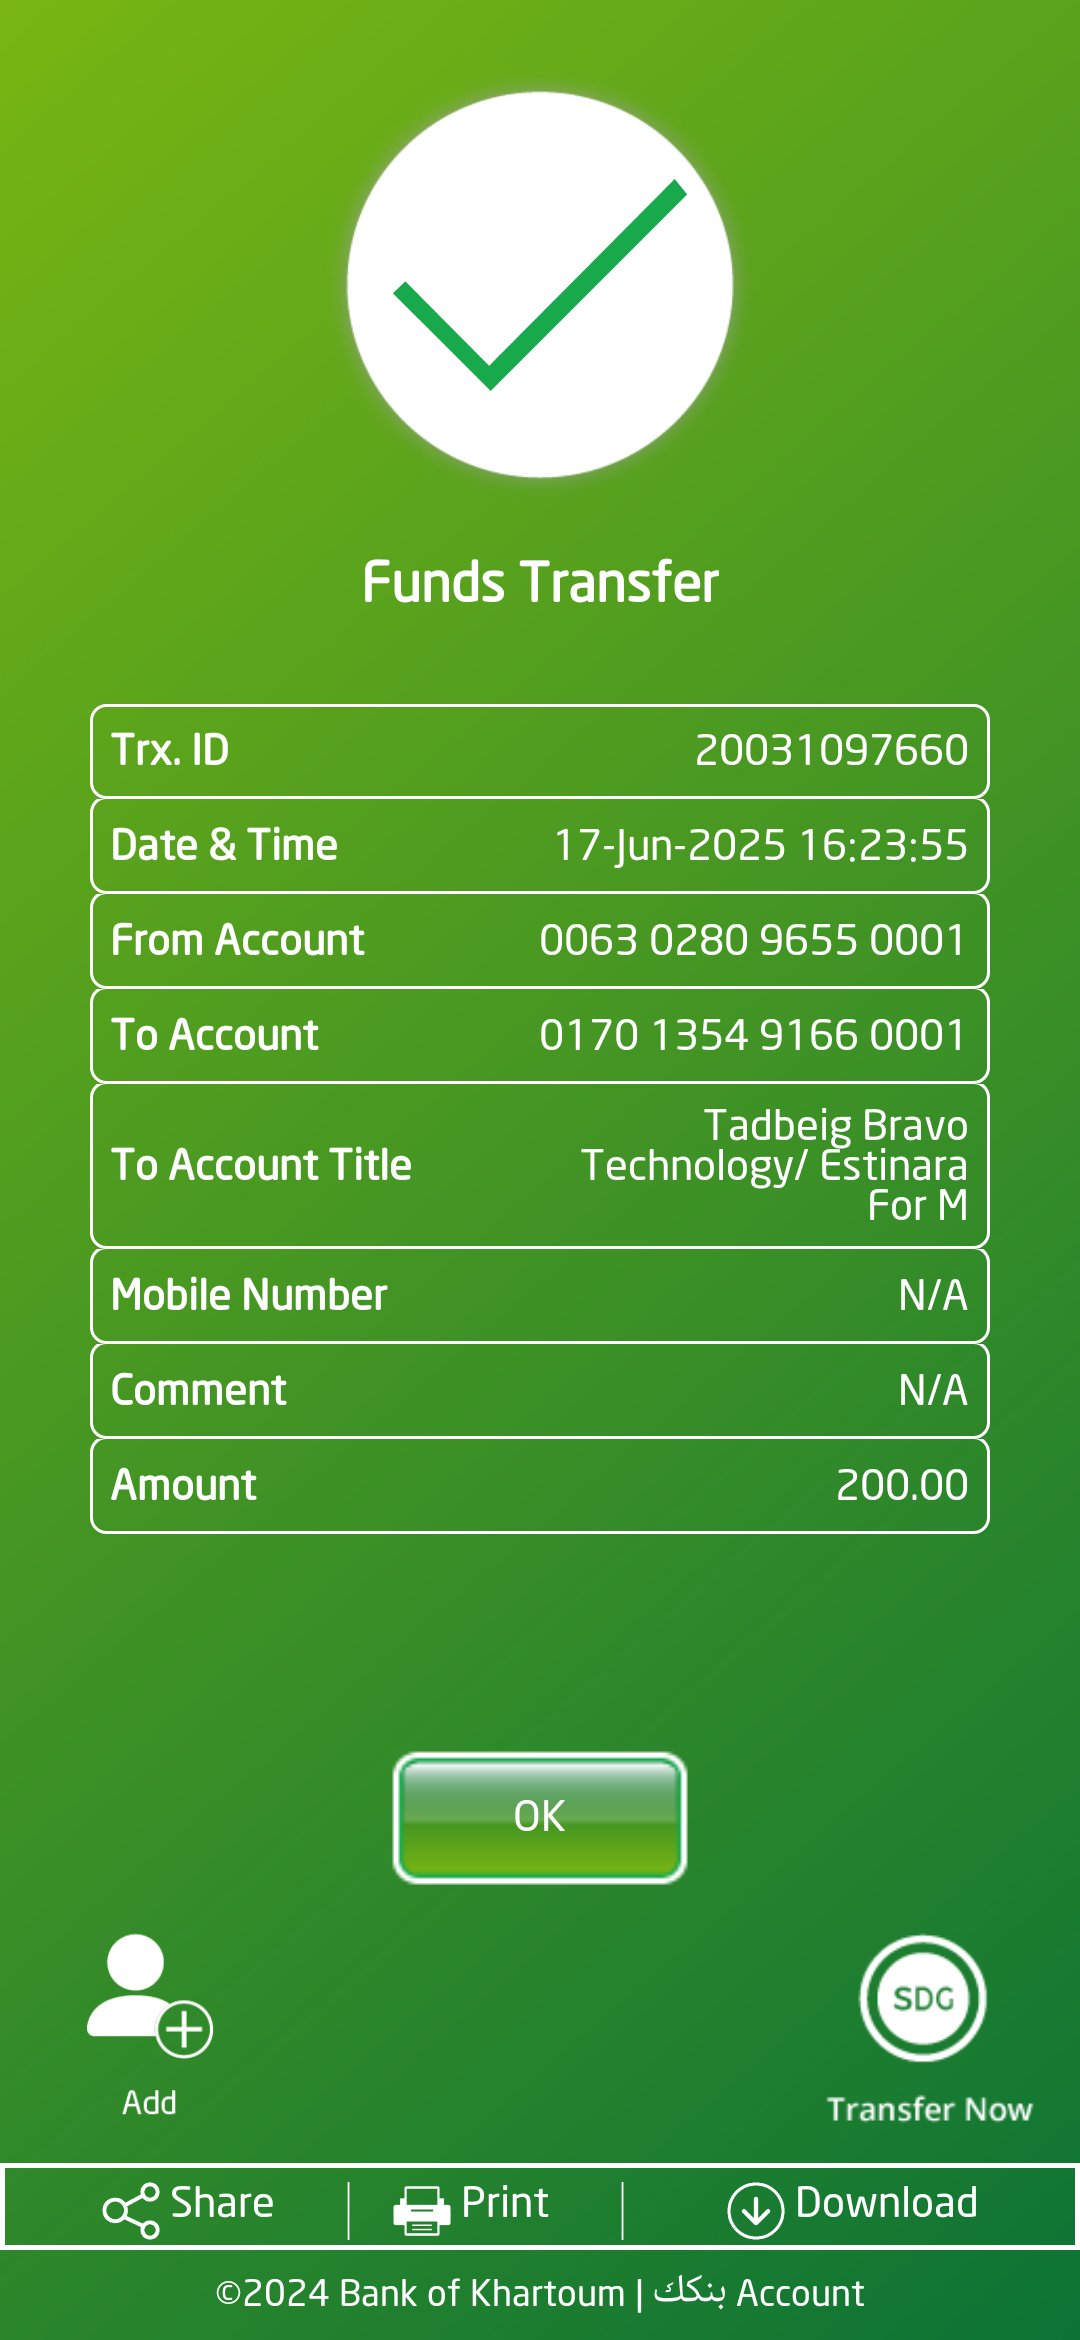 Funds Transfer
Trx. ID 20031097660
Date & Time 17-Jun-2025 16:23:55
From Account 0063 0280 9655 0001
To Account 0170 1354 9166 0001
To Account Title Tadbeig Bravo
Technology/ Estinara
For M
Mobile Number N/A
Comment N/A
Amount 200.00
OK
SDG
Add
Transfer Now
Share Print Download
©2024 Bank of Khartoum | بنكك Account